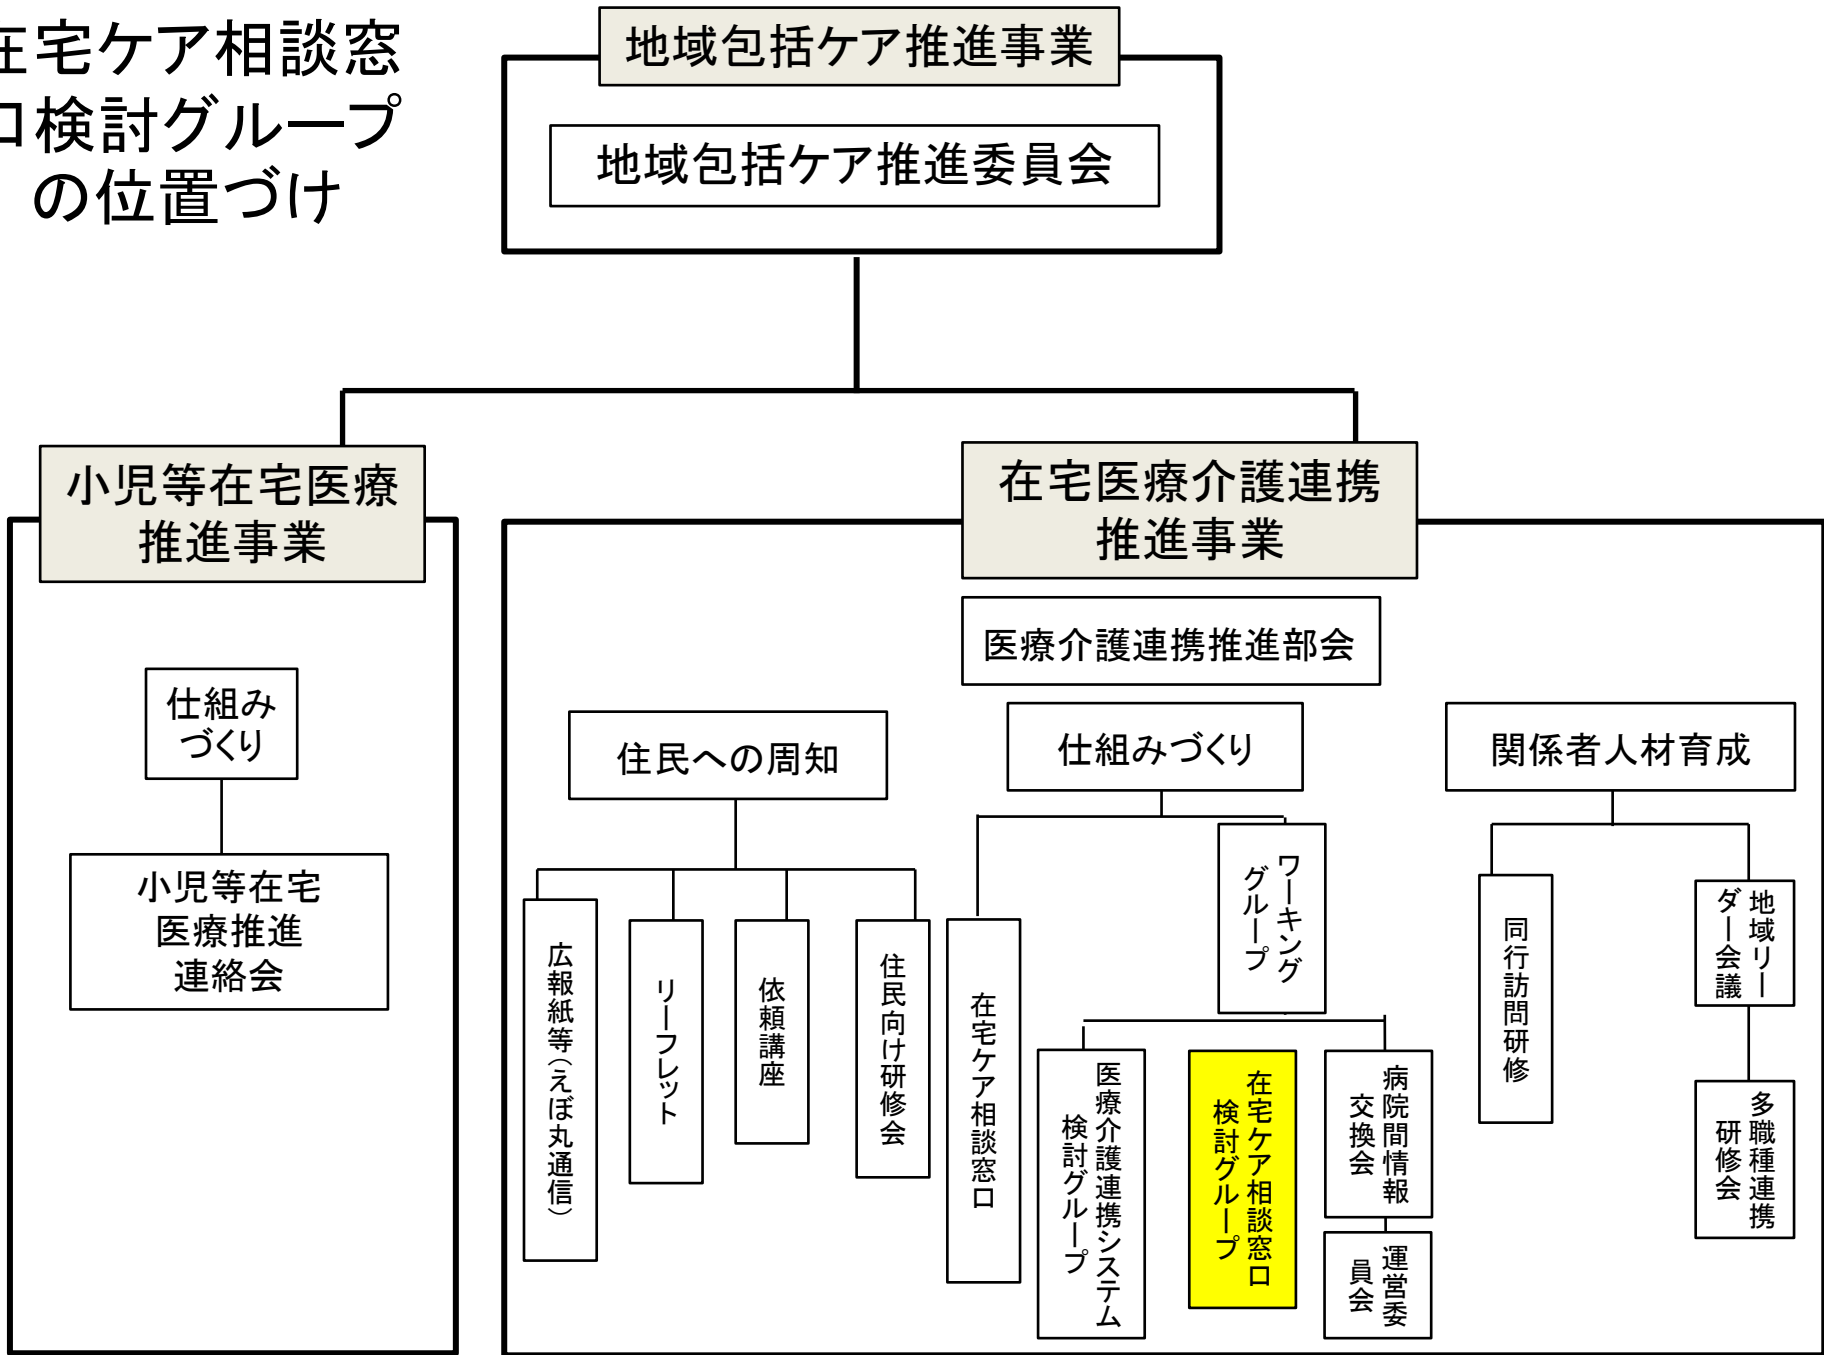 在宅ケア相談窓
口検討グループ
の位置づけ
地域包括ケア推進事業
地域包括ケア推進委員会
小児等在宅医療
推進事業
仕組み
づくり
小児等在宅
医療推進
連絡会
在宅医療介護連携
推進事業
医療介護連携推進部会
住民への周知
広報紙等（えぼ丸通信）
リーフレット
依頼講座
住民向け研修会
仕組みづくり
在宅ケア相談窓口
ワーキング
グループ
医療介護連携システム
検討グループ
在宅ケア相談窓口
検討グループ
病院間情報
交換会
運営委
員会
関係者人材育成
同行訪問研修
地域リー
ダー会議
多職種連携
研修会